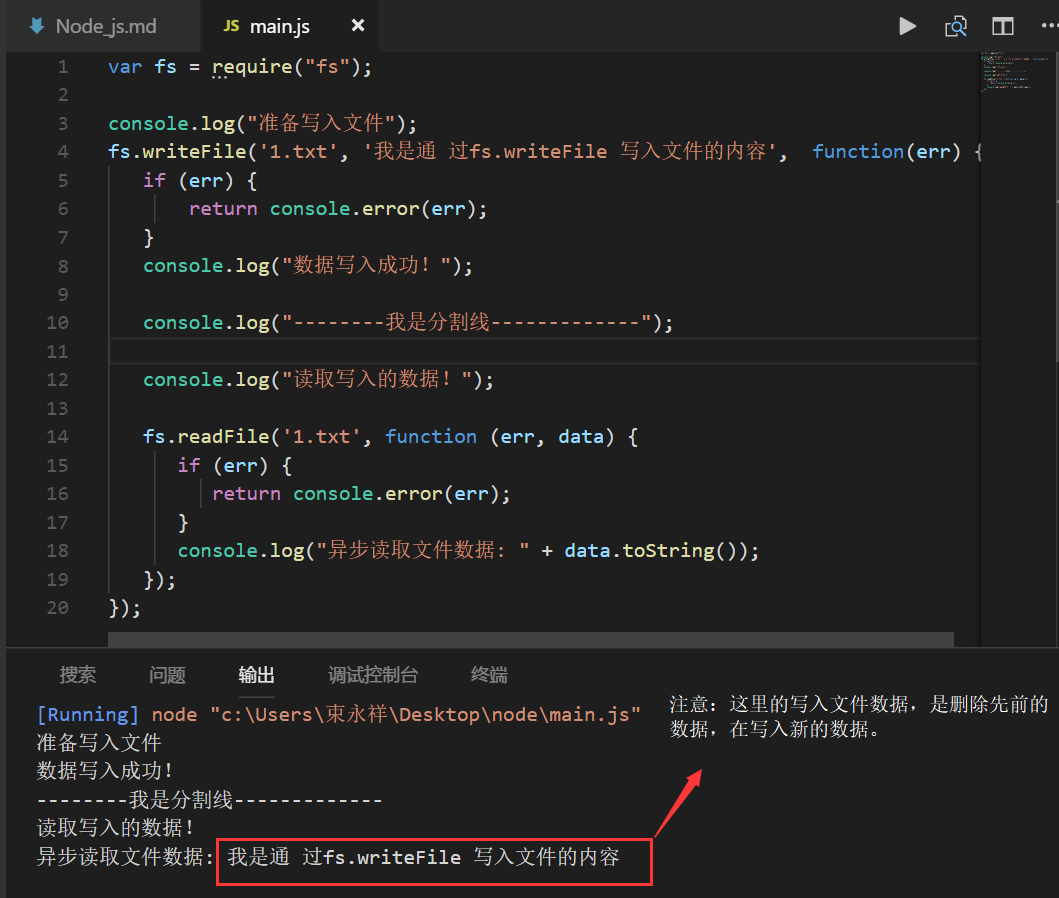 Node_js.md
JS main.js ×
1 var fs = require("fs");
2
3 console.log("准备写入文件");
4 fs.writeFile('1.txt', '我是通 过fs.writeFile 写入文件的内容',  function(err) {
5 if (err) {
6 return console.error(err);
7 }
8 console.log("数据写入成功！");
9
10 console.log("--------我是分割线-------------");
11
12 console.log("读取写入的数据！");
13
14 fs.readFile('1.txt', function (err, data) {
15 if (err) {
16 return console.error(err);
17 }
18 console.log("异步读取文件数据: " + data.toString());
19 });
20 });
搜索 问题 输出 调试控制台 终端
[Running] node "c:\Users\束永祥\Desktop\node\main.js"
准备写入文件
数据写入成功！
--------我是分割线-------------
读取写入的数据！
异步读取文件数据: 我是通 过fs.writeFile 写入文件的内容
注意：这里的写入文件数据，是删除先前的
数据，在写入新的数据。